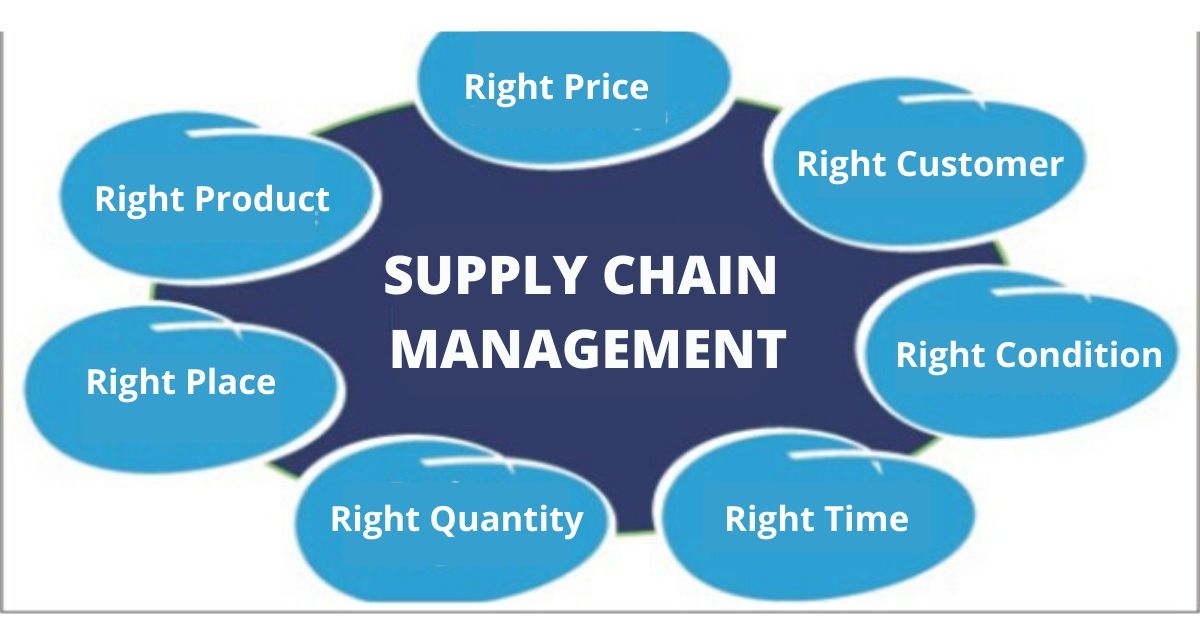 Right Price
Right Customer
Right Product
SUPPLY CHAIN
MANAGEMENT
Right Condition
Right Place
Right Quantity
Right Time